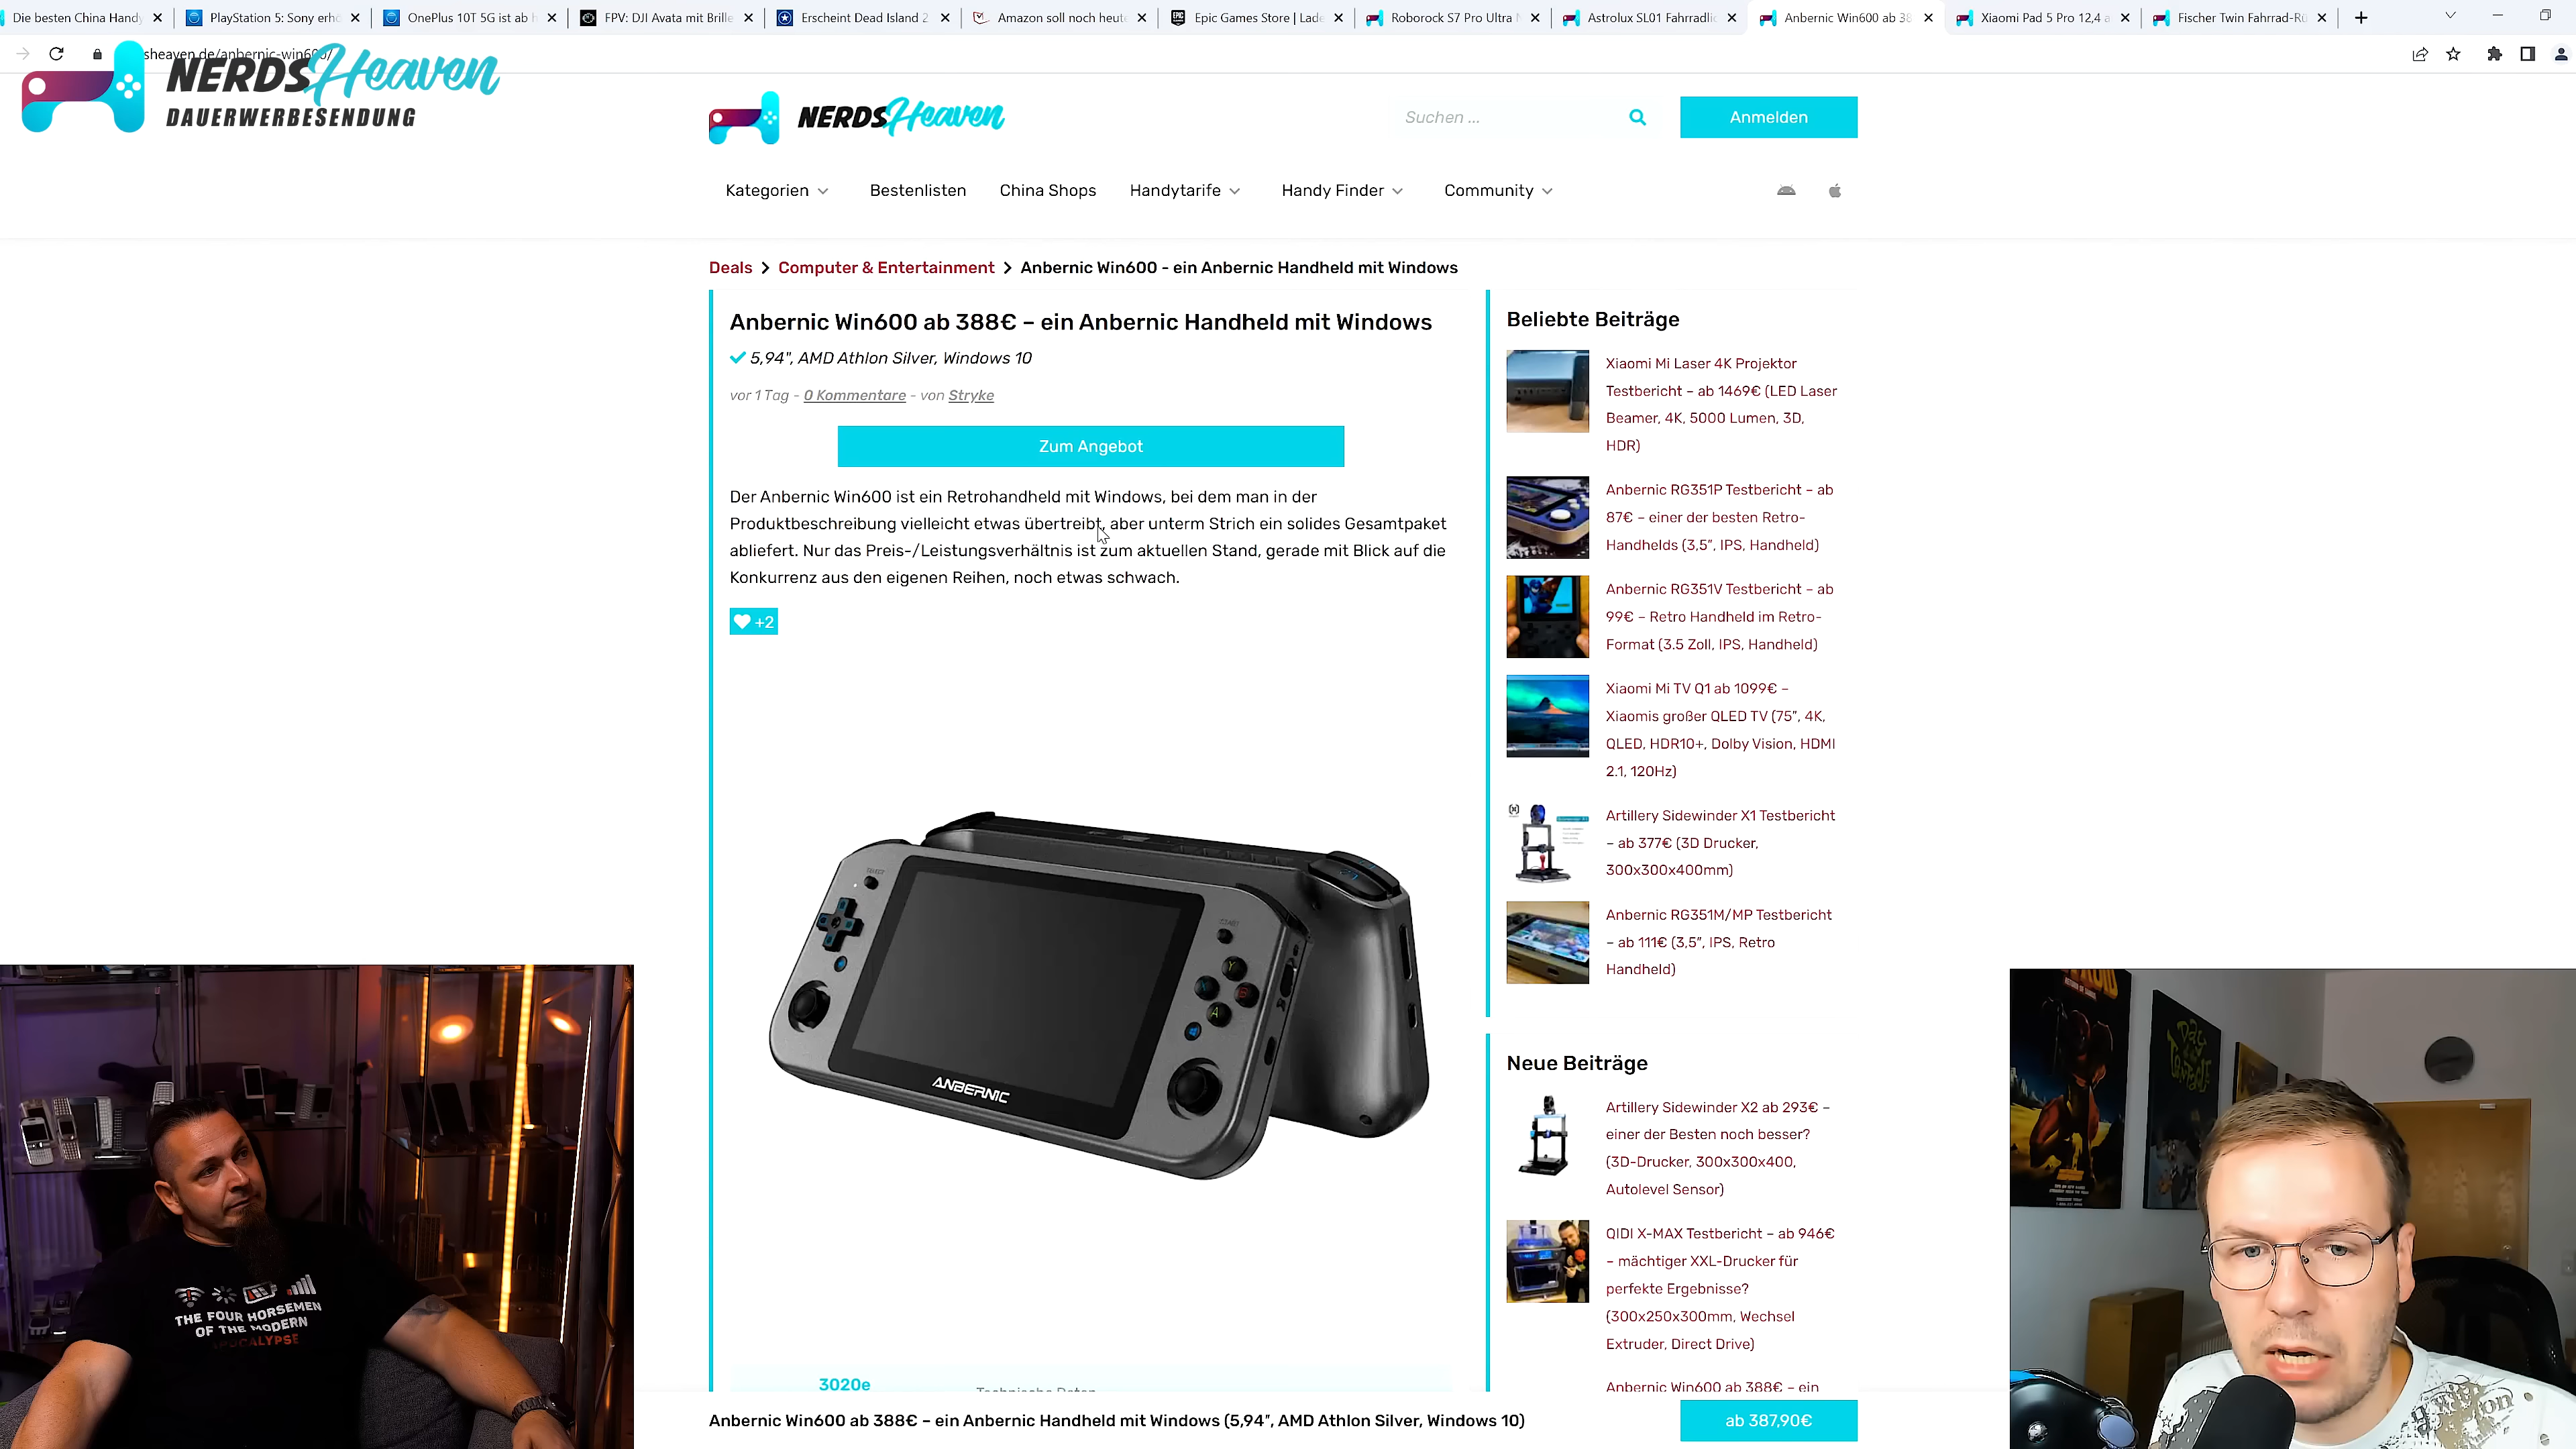 Die besten China Handy
PlayStation 5: Sony erhö
OnePlus 10T 5G ist ab h
FPV: DJI Avata mit Brille
Erscheint Dead Island 2
Amazon soll noch heute
Epic Games Store | Lade
Roborock S7 Pro Ultra
Astrolux SL01 Fahrradlic
Anbernic Win600 ab 38
Xiaomi Pad 5 Pro 12,4 a
Fischer Twin Fahrrad-Rü
sheaven.de/anbernic-win600/
NERDSHeaven
DAUERWERBESENDUNG
NERDSHeaven
Suchen ...
Anmelden
Kategorien
Bestenlisten
China Shops
Handytarife
Handy Finder
Community
Deals > Computer & Entertainment > Anbernic Win600 - ein Anbernic Handheld mit Windows
Anbernic Win600 ab 388€ – ein Anbernic Handheld mit Windows
5,94", AMD Athlon Silver, Windows 10
vor 1 Tag - 0 Kommentare - von Stryke
Zum Angebot
Der Anbernic Win600 ist ein Retrohandheld mit Windows, bei dem man in der
Produktbeschreibung vielleicht etwas übertreibt, aber unterm Strich ein solides Gesamtpaket
abliefert. Nur das Preis-/Leistungsverhältnis ist zum aktuellen Stand, gerade mit Blick auf die
Konkurrenz aus den eigenen Reihen, noch etwas schwach.
+2
ANBERNIC
Y
B
A
3020e
Technische Daten
Beliebte Beiträge
Xiaomi Mi Laser 4K Projektor
Testbericht – ab 1469€ (LED Laser
Beamer, 4K, 5000 Lumen, 3D,
HDR)
Anbernic RG351P Testbericht – ab
87€ – einer der besten Retro-
Handhelds (3,5", IPS, Handheld)
Anbernic RG351V Testbericht – ab
99€ – Retro Handheld im Retro-
Format (3.5 Zoll, IPS, Handheld)
Xiaomi Mi TV Q1 ab 1099€ –
Xiaomis großer QLED TV (75", 4K,
QLED, HDR10+, Dolby Vision, HDMI
2.1, 120Hz)
Artillery Sidewinder X1 Testbericht
– ab 377€ (3D Drucker,
300x300x400mm)
Anbernic RG351M/MP Testbericht
– ab 111€ (3,5", IPS, Retro
Handheld)
Neue Beiträge
Artillery Sidewinder X2 ab 293€ –
einer der Besten noch besser?
(3D-Drucker, 300x300x400,
Autolevel Sensor)
QIDI X-MAX Testbericht – ab 946€
– mächtiger XXL-Drucker für
perfekte Ergebnisse?
(300x250x300mm, Wechsel
Extruder, Direct Drive)
Anbernic Win600 ab 388€ – ein
Anbernic Win600 ab 388€ – ein Anbernic Handheld mit Windows (5,94", AMD Athlon Silver, Windows 10)
ab 387,90€
THE FOUR HORSEMEN
OF THE MODERN
APOCALYPSE